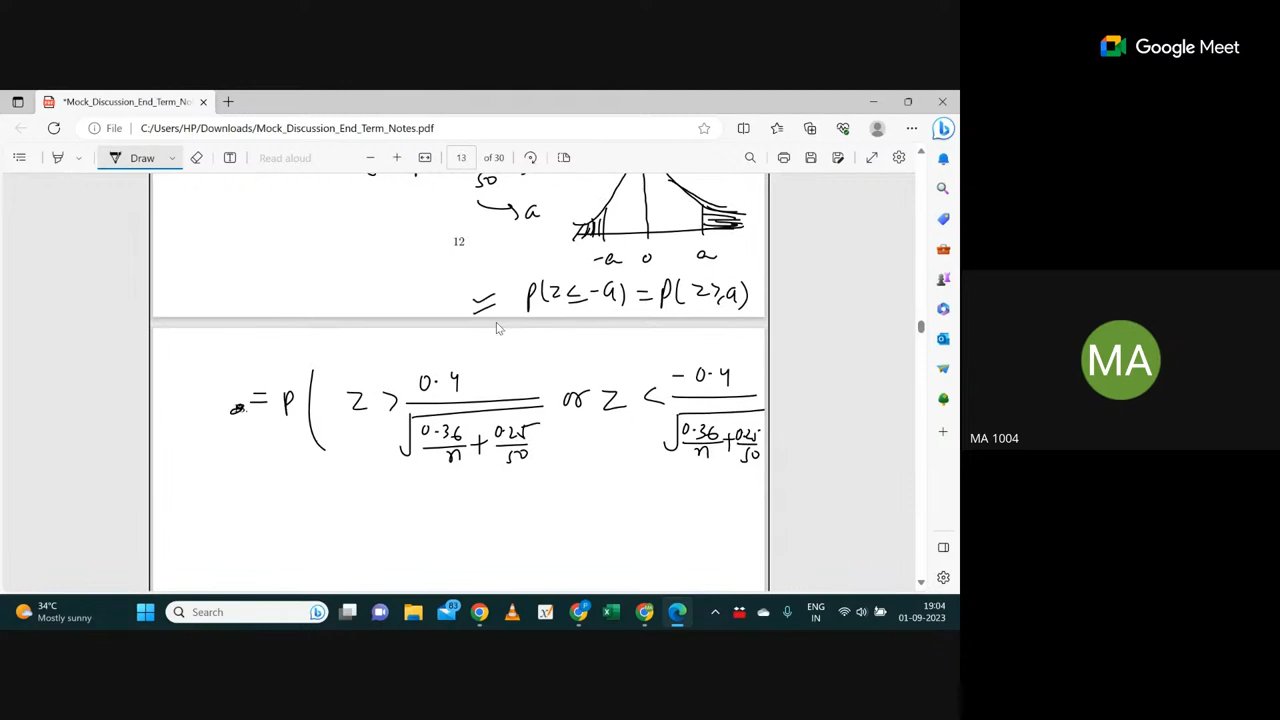 Google Meet
*Mock_Discussion_End_Term_No
File C:/Users/HP/Downloads/Mock_Discussion_End_Term_Notes.pdf
Draw Read aloud 13 of 30
50
a
12
-a 0 a
P(Z ≤ -a) = P(Z ≥ a)
= P( Z > 0.4 / √(0.36/n + 0.25/50) or Z < -0.4 / √(0.36/n + 0.25/50)
MA
MA 1004
34°C
Mostly sunny
Search
83
ENG
IN
19:04
01-09-2023